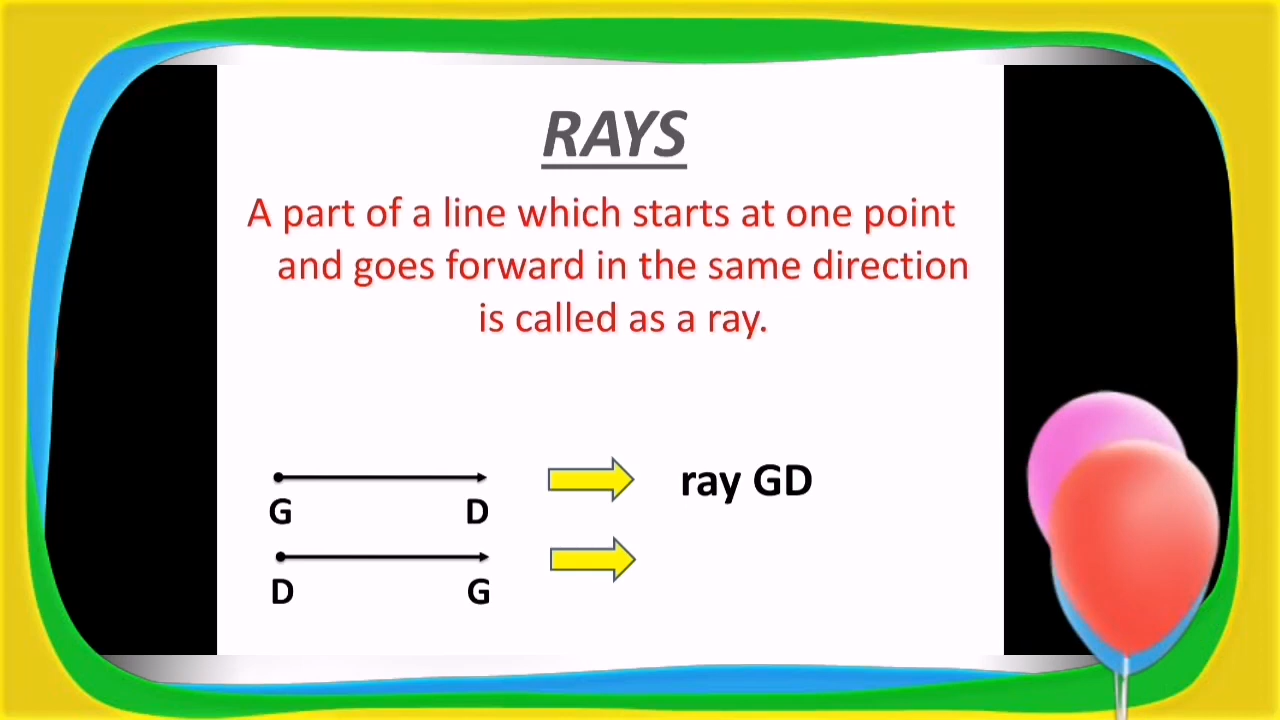 RAYS
A part of a line which starts at one point
and goes forward in the same direction
is called as a ray.
G D ray GD
D G